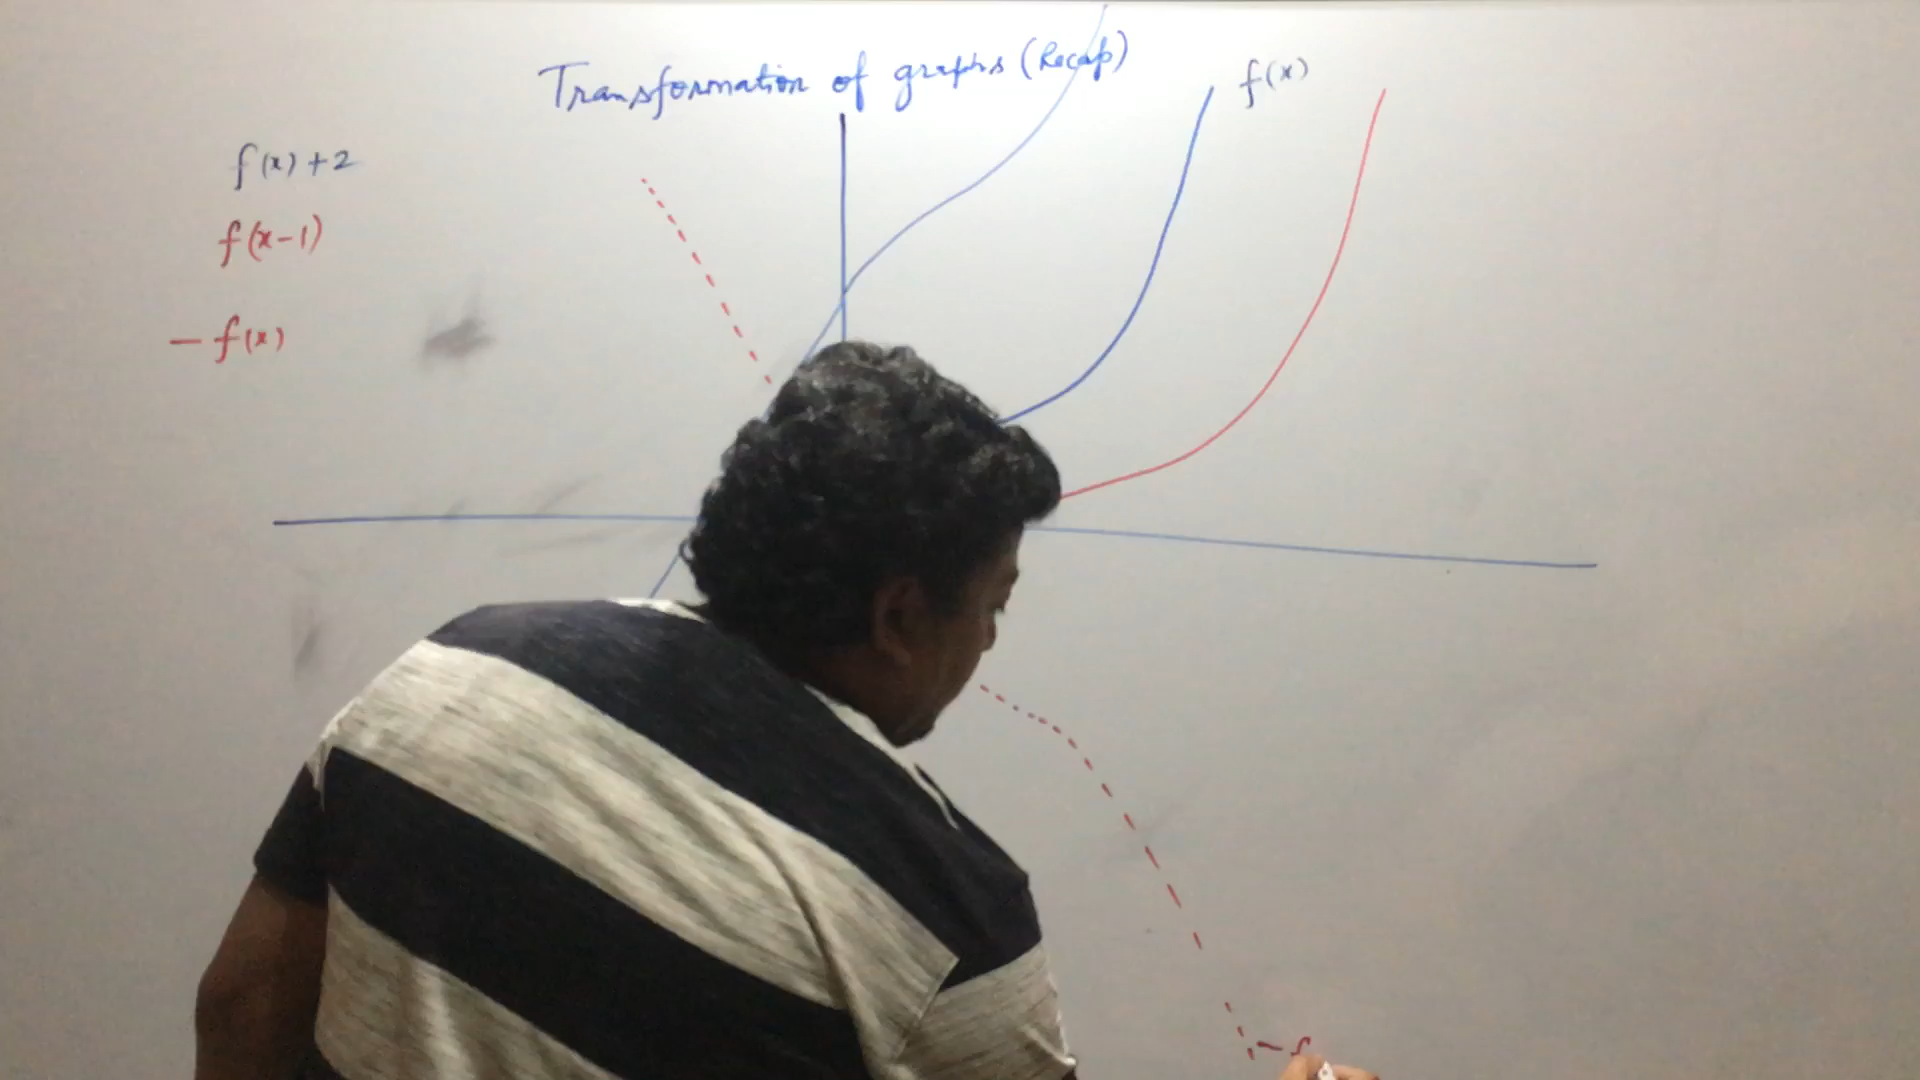 Transformation of graphs (Recap)
f(x)
f(x) + 2
f(x-1)
- f(x)
- f